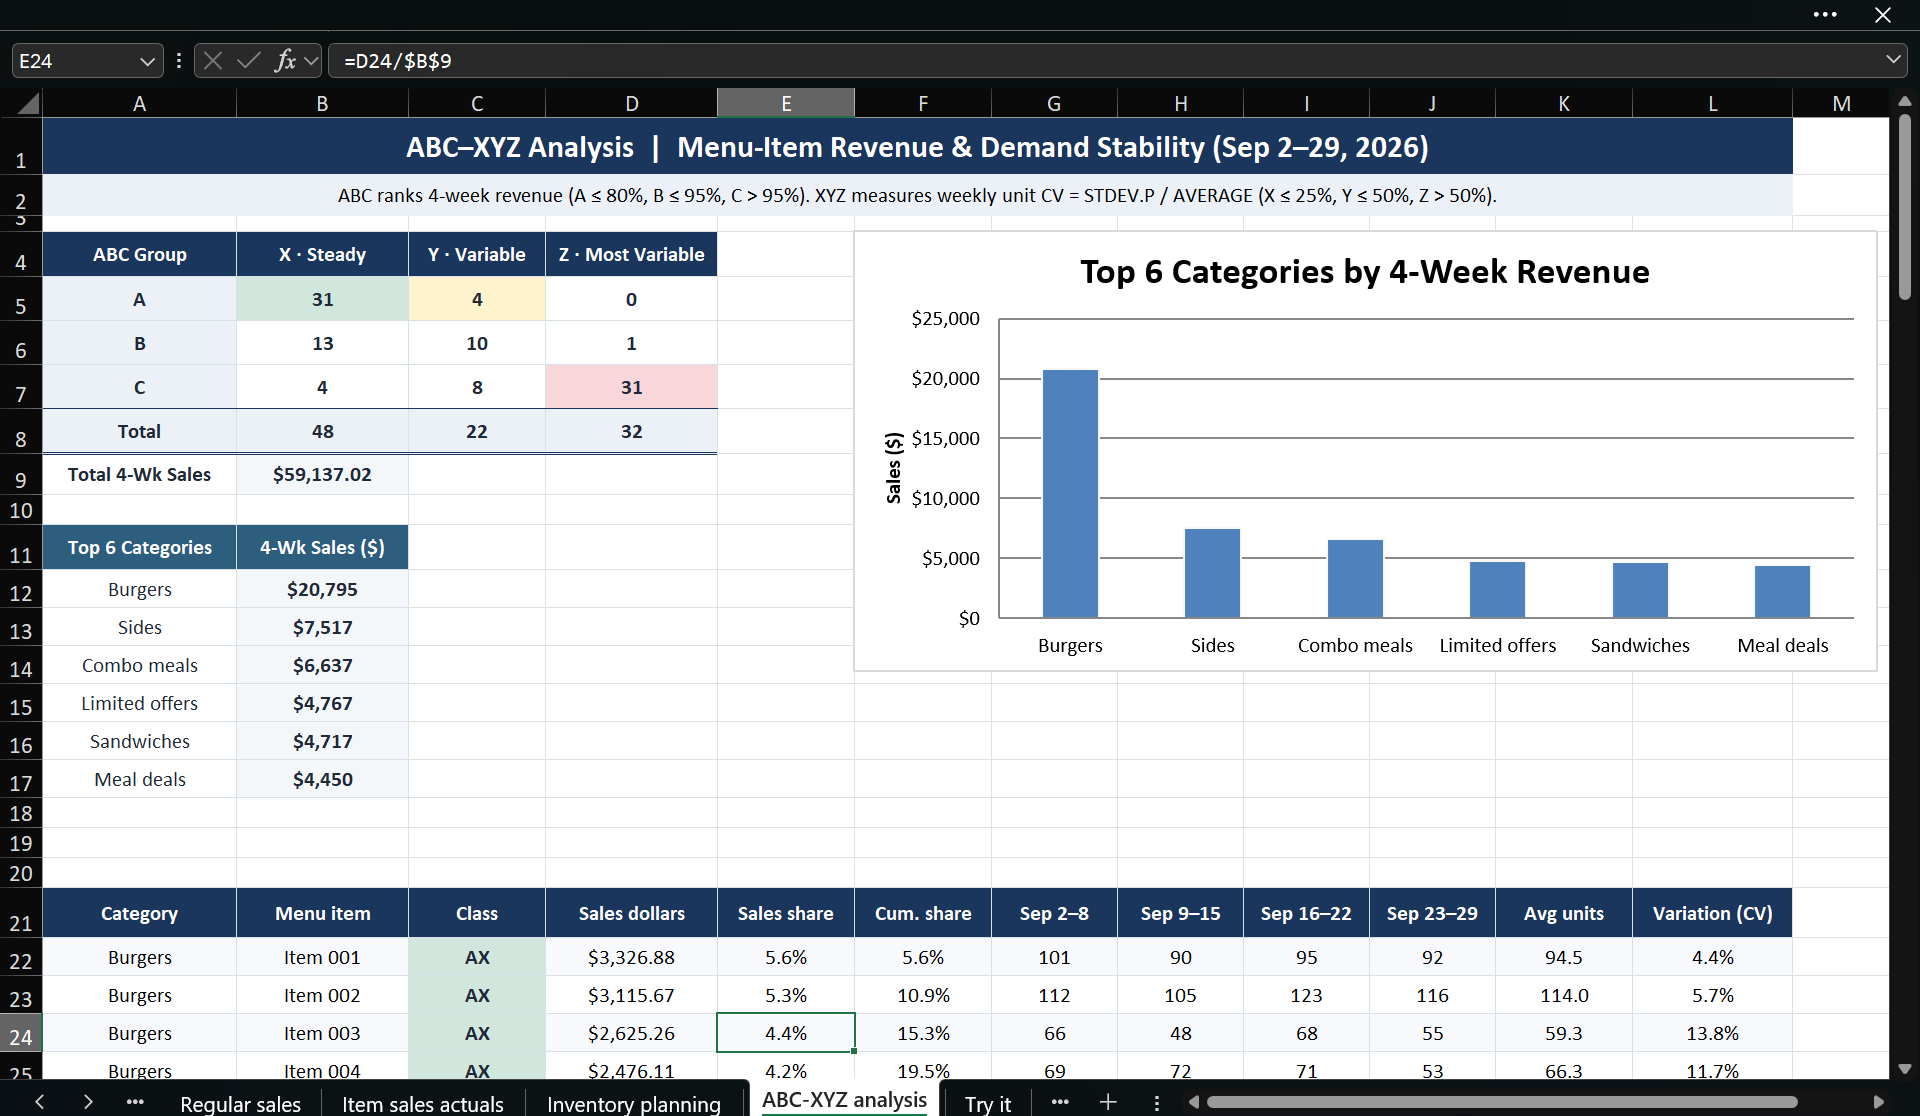 E24 fx =D24/$B$9
A B C D E F G H I J K L M
1 ABC–XYZ Analysis | Menu-Item Revenue & Demand Stability (Sep 2–29, 2026)
2 ABC ranks 4-week revenue (A ≤ 80%, B ≤ 95%, C > 95%). XYZ measures weekly unit CV = STDEV.P / AVERAGE (X ≤ 25%, Y ≤ 50%, Z > 50%).
3
4 ABC Group X · Steady Y · Variable Z · Most Variable
5 A 31 4 0
6 B 13 10 1
7 C 4 8 31
8 Total 48 22 32
9 Total 4-Wk Sales $59,137.02
10
11 Top 6 Categories 4-Wk Sales ($)
12 Burgers $20,795
13 Sides $7,517
14 Combo meals $6,637
15 Limited offers $4,767
16 Sandwiches $4,717
17 Meal deals $4,450
18
19
20
Top 6 Categories by 4-Week Revenue
Sales ($)
$25,000
$20,000
$15,000
$10,000
$5,000
$0
Burgers Sides Combo meals Limited offers Sandwiches Meal deals
21 Category Menu item Class Sales dollars Sales share Cum. share Sep 2–8 Sep 9–15 Sep 16–22 Sep 23–29 Avg units Variation (CV)
22 Burgers Item 001 AX $3,326.88 5.6% 5.6% 101 90 95 92 94.5 4.4%
23 Burgers Item 002 AX $3,115.67 5.3% 10.9% 112 105 123 116 114.0 5.7%
24 Burgers Item 003 AX $2,625.26 4.4% 15.3% 66 48 68 55 59.3 13.8%
25 Burgers Item 004 AX $2,476.11 4.2% 19.5% 69 72 71 53 66.3 11.7%
Regular sales Item sales actuals Inventory planning ABC-XYZ analysis Try it